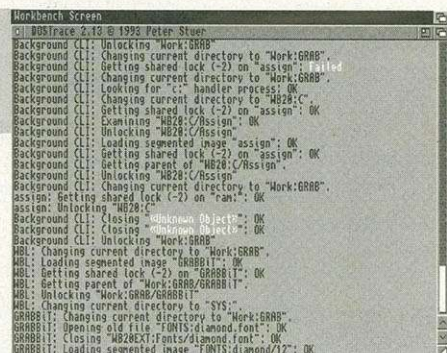 Workbench Screen
DOSTrace 2.13 © 1993 Peter Stuer
Background CLI: Unlocking "Work:GRAB"
Background CLI: Changing current directory to "Work:GRAB".
Background CLI: Getting shared lock (-2) on "assign": Failed
Background CLI: Changing current directory to "Work:GRAB".
Background CLI: Looking for "c:" handler process: OK
Background CLI: Changing current directory to "WB20:C".
Background CLI: Getting shared lock (-2) on "assign": OK
Background CLI: Examining "WB20:C/Assign": OK
Background CLI: Loading segmented image "assign": OK
Background CLI: Getting shared lock (-2) on "assign": OK
Background CLI: Getting parent of "WB20:C/Assign".
Background CLI: Unlocking "WB20:C/Assign"
Background CLI: Changing current directory to "Work:GRAB".
assign: Getting shared lock (-2) on "ram:": OK
assign: Unlocking "WB20:C"
Background CLI: Closing "«Unknown Object»": OK
Background CLI: Closing "«Unknown Object»": OK
Background CLI: Unlocking "Work:GRAB"
WBL: Changing current directory to "Work:GRAB".
WBL: Loading segmented image "GRABBiT": OK
WBL: Getting shared lock (-2) on "GRABBiT": OK
WBL: Getting parent of "Work:GRAB/GRABBiT".
WBL: Unlocking "Work:GRAB/GRABBiT"
WBL: Changing current directory to "SYS:".
GRABBiT: Changing current directory to "Work:GRAB".
GRABBiT: Opening old file "FONTS:diamond.font": OK
GRABBiT: Closing "WB20EXT:Fonts/diamond.font": OK
GRABBiT: Loading segmented image "FONTS:diamond/12": OK